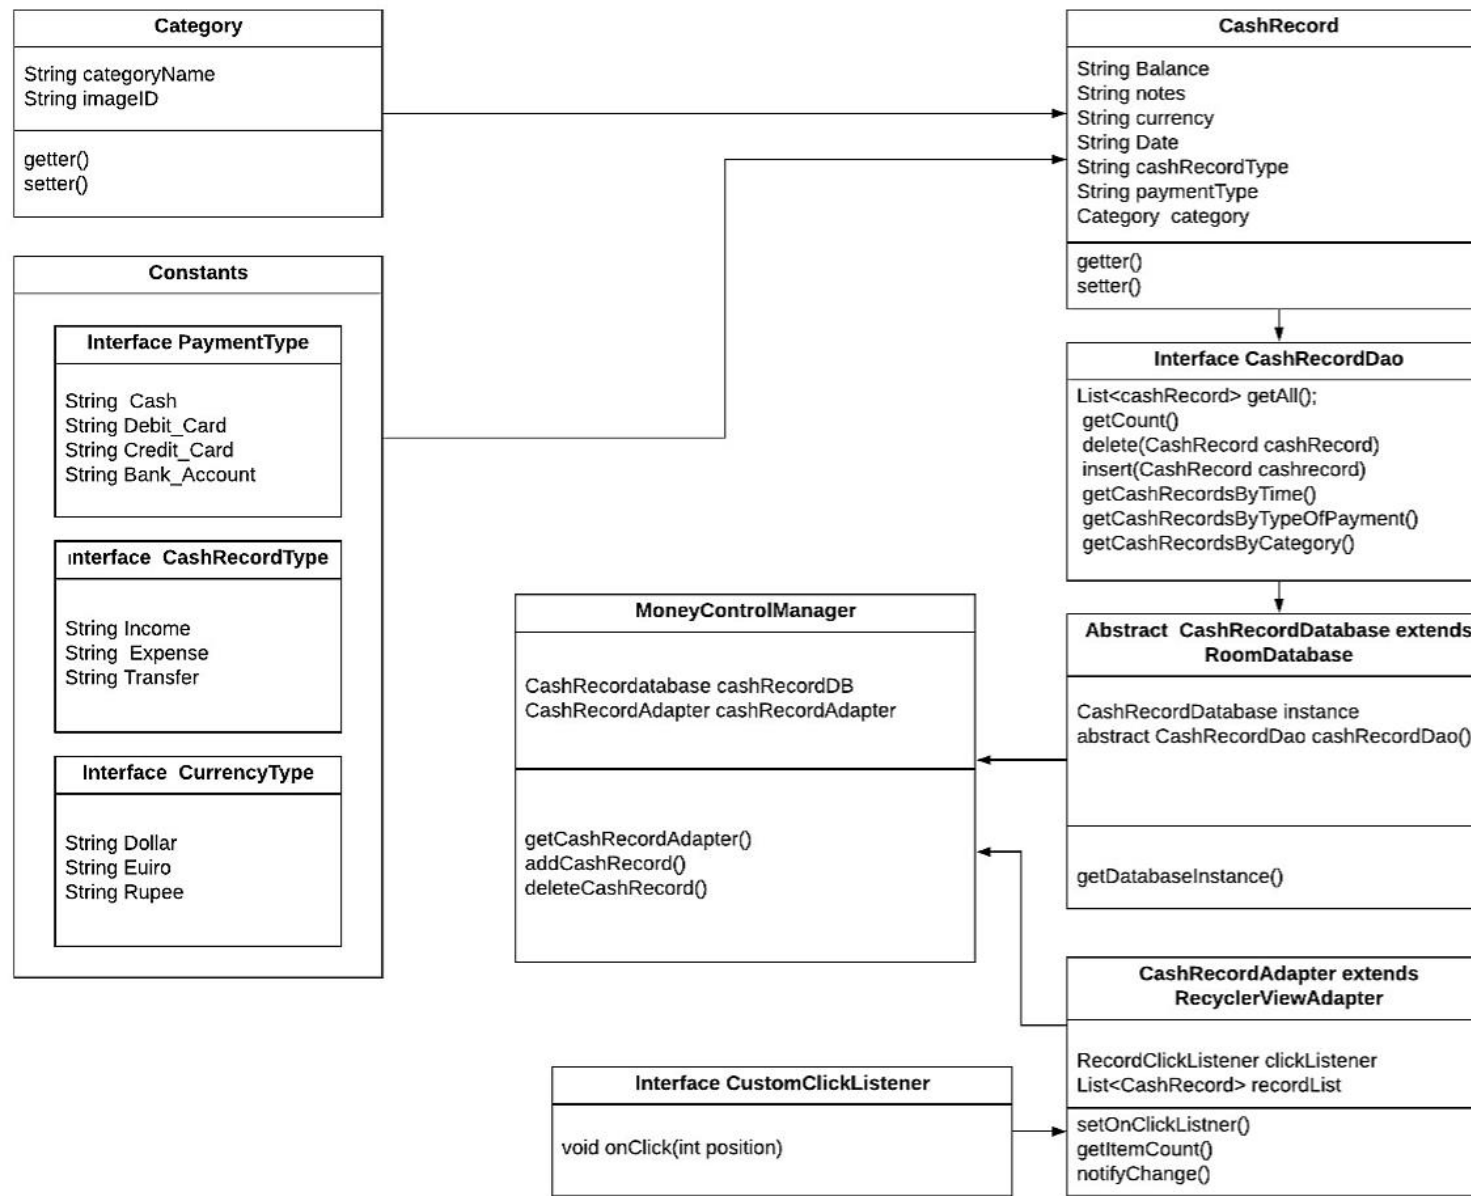 Category
String categoryName
String imageID
getter()
setter()
Constants
Interface PaymentType
String Cash
String Debit_Card
String Credit_Card
String Bank_Account
Interface CashRecordType
String Income
String Expense
String Transfer
Interface CurrencyType
String Dollar
String Euiro
String Rupee
MoneyControlManager
CashRecordatabase cashRecordDB
CashRecordAdapter cashRecordAdapter
getCashRecordAdapter()
addCashRecord()
deleteCashRecord()
Interface CustomClickListener
void onClick(int position)
CashRecord
String Balance
String notes
String currency
String Date
String cashRecordType
String paymentType
Category category
getter()
setter()
Interface CashRecordDao
List<cashRecord> getAll();
getCount()
delete(CashRecord cashRecord)
insert(CashRecord cashrecord)
getCashRecordsByTime()
getCashRecordsByTypeOfPayment()
getCashRecordsByCategory()
Abstract CashRecordDatabase extends
RoomDatabase
CashRecordDatabase instance
abstract CashRecordDao cashRecordDao()
getDatabaseInstance()
CashRecordAdapter extends
RecyclerViewAdapter
RecordClickListener clickListener
List<CashRecord> recordList
setOnClickListner()
getItemCount()
notifyChange()